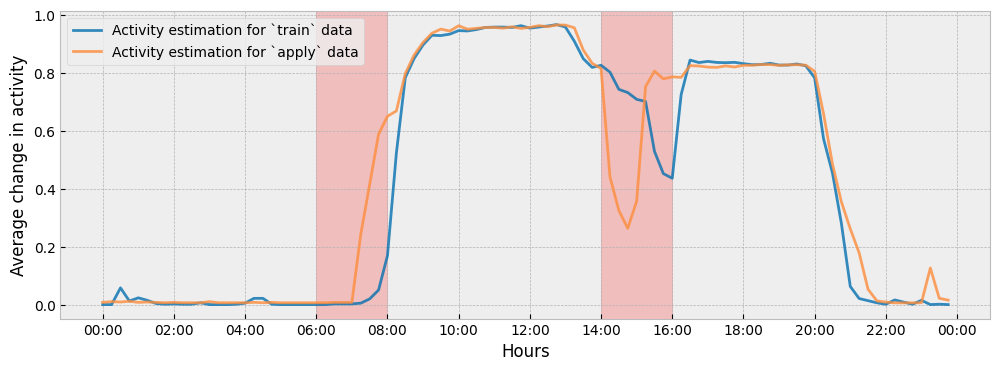 Activity estimation for `train` data
Activity estimation for `apply` data
Average change in activity
1.0
0.8
0.6
0.4
0.2
0.0
00:00 02:00 04:00 06:00 08:00 10:00 12:00 14:00 16:00 18:00 20:00 22:00 00:00
Hours